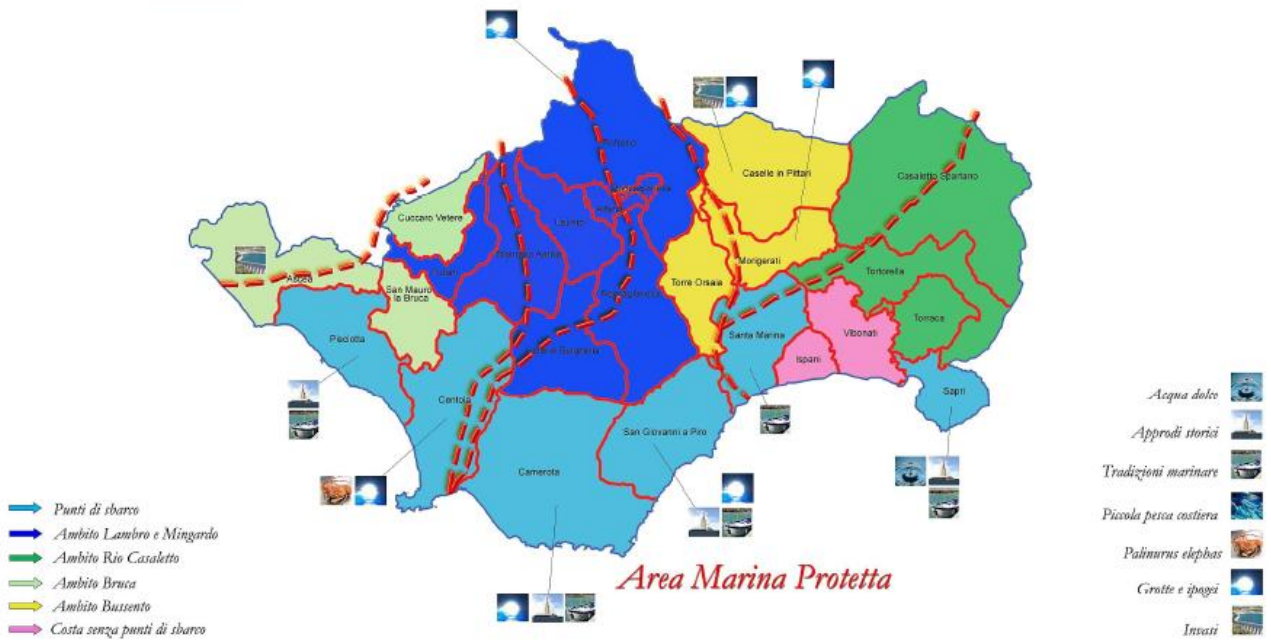 Rofrano
Caselle in Pittari
Casaletto Spartano
Cuccaro Vetere
Laurito
Alfano
Montano Antilia
Futani
Morigerati
Ascea
Torre Orsaia
Tortorella
San Mauro
la Bruca
Roccagloriosa
Torraca
Santa Marina
Vibonati
Pisciotta
Celle di Bulgheria
Ispani
Sapri
Centola
San Giovanni a Piro
Camerota
Area Marina Protetta
Punti di sbarco
Ambito Lambro e Mingardo
Ambito Rio Casaletto
Ambito Bruca
Ambito Bussento
Costa senza punti di sbarco
Acqua dolce
Approdi storici
Tradizioni marinare
Piccola pesca costiera
Palinurus elephas
Grotte e ipogei
Invasi